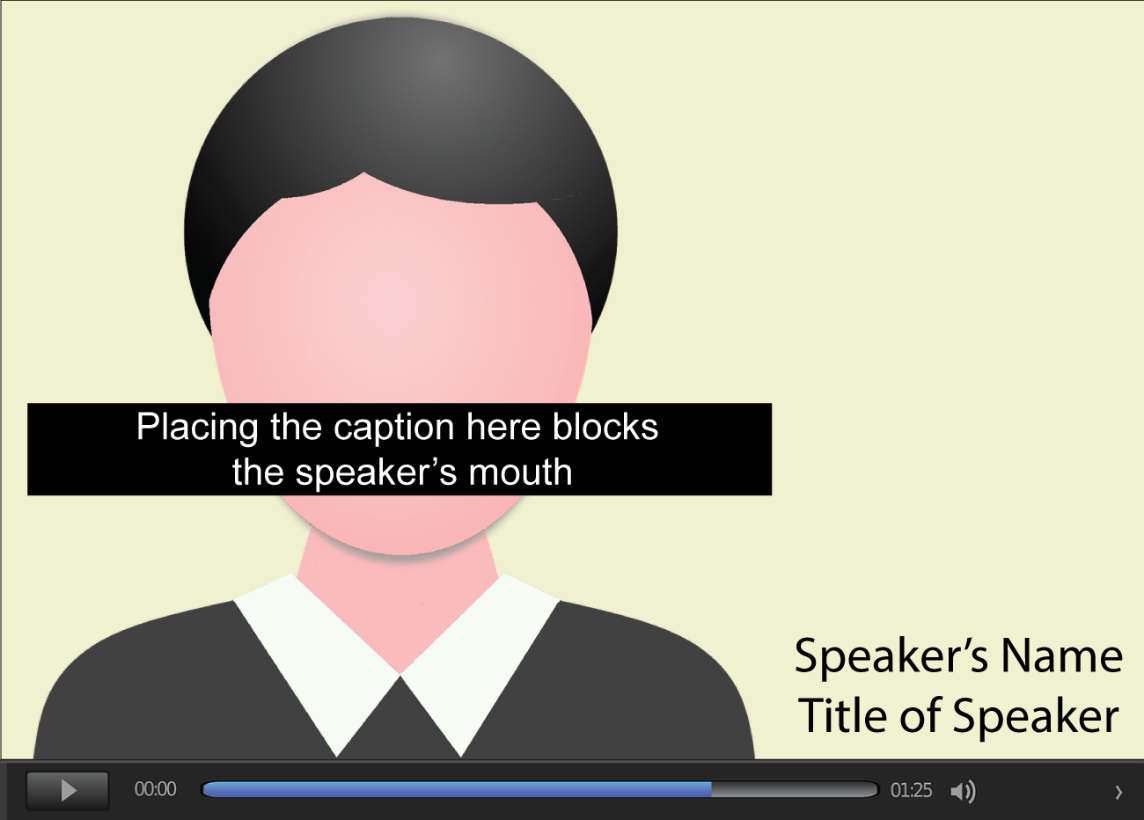 Placing the caption here blocks
the speaker’s mouth
Speaker’s Name
Title of Speaker
00:00
01:25